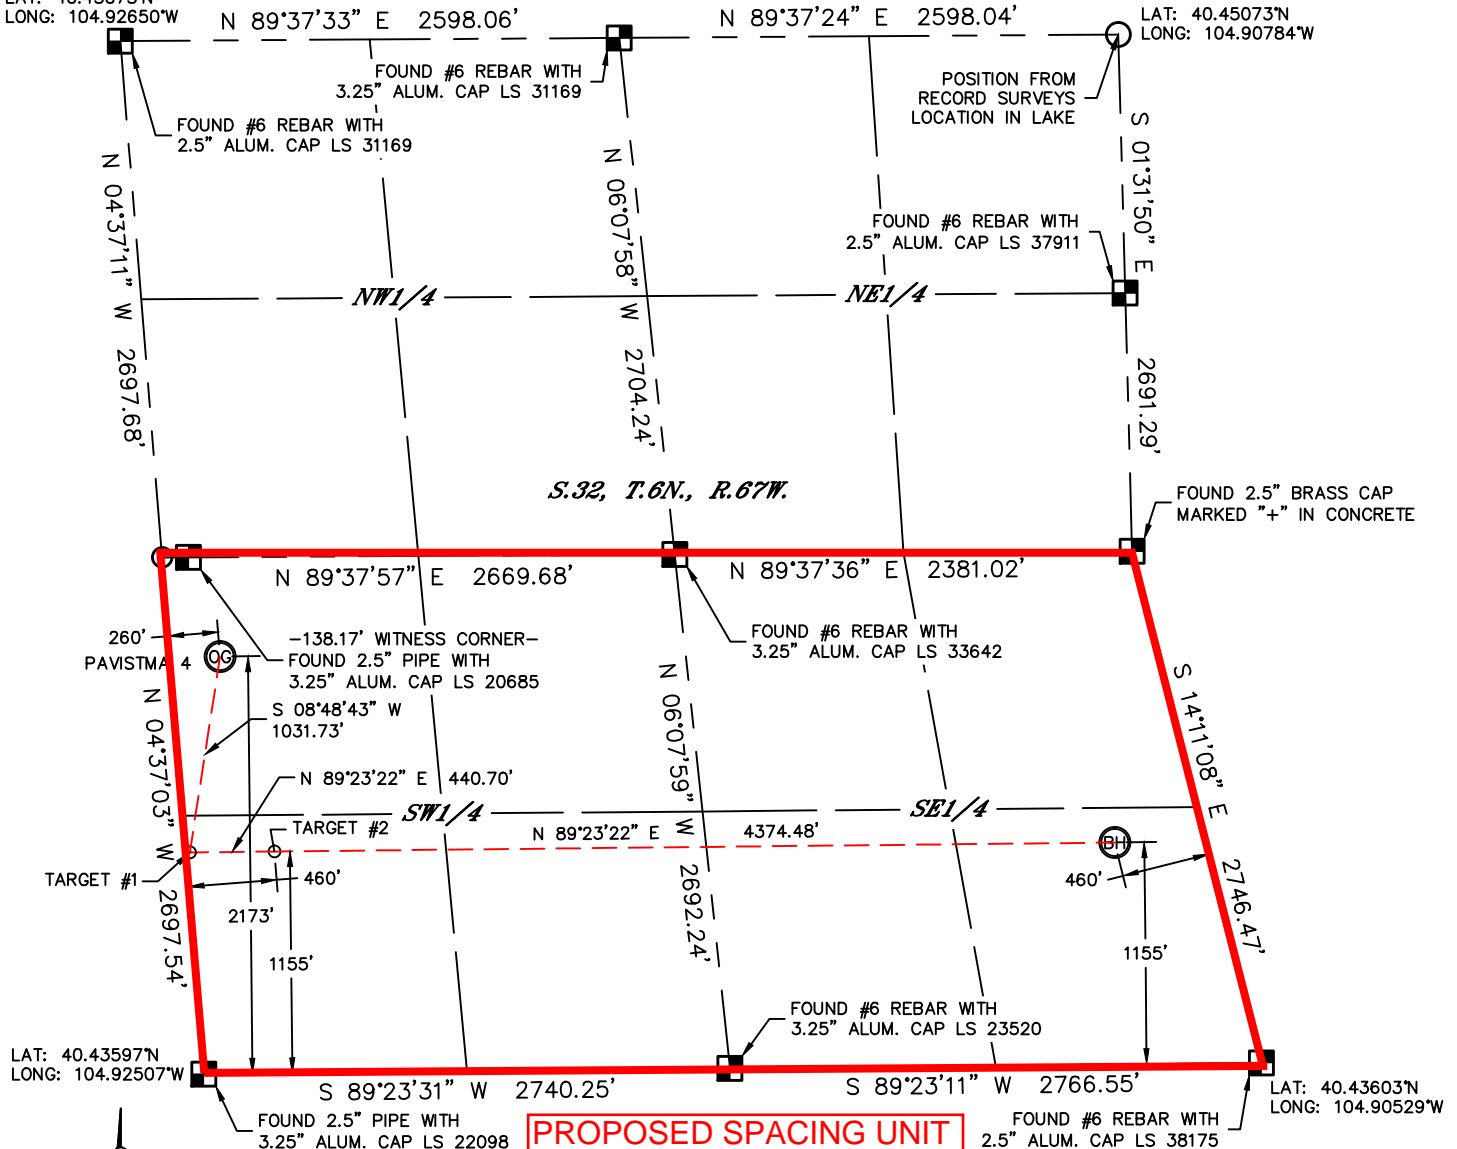 LONG: 104.92650°W
N 89°37'33" E 2598.06'
N 89°37'24" E 2598.04'
LAT: 40.45073°N
LONG: 104.90784°W
FOUND #6 REBAR WITH
3.25" ALUM. CAP LS 31169
POSITION FROM
RECORD SURVEYS
LOCATION IN LAKE
FOUND #6 REBAR WITH
2.5" ALUM. CAP LS 31169
N 04°37'11" W 2697.68'
N 06°07'58" W 2704.24'
S 01°31'50" E 2691.29'
FOUND #6 REBAR WITH
2.5" ALUM. CAP LS 37911
NW1/4
NE1/4
S.32, T.6N., R.67W.
FOUND 2.5" BRASS CAP
MARKED "+" IN CONCRETE
N 89°37'57" E 2669.68'
N 89°37'36" E 2381.02'
260'
PAVISTMA 4
OG
-138.17' WITNESS CORNER-
FOUND 2.5" PIPE WITH
3.25" ALUM. CAP LS 20685
FOUND #6 REBAR WITH
3.25" ALUM. CAP LS 33642
S 08°48'43" W
1031.73'
N 04°37'03" W 2697.54'
N 06°07'59" W 2692.24'
S 14°11'08" E 2746.47'
N 89°23'22" E 440.70'
SW1/4
SE1/4
TARGET #2
N 89°23'22" E 4374.48'
BH
TARGET #1
460'
460'
2173'
1155'
1155'
FOUND #6 REBAR WITH
3.25" ALUM. CAP LS 23520
LAT: 40.43597°N
LONG: 104.92507°W
S 89°23'31" W 2740.25'
S 89°23'11" W 2766.55'
LAT: 40.43603°N
LONG: 104.90529°W
FOUND 2.5" PIPE WITH
3.25" ALUM. CAP LS 22098
PROPOSED SPACING UNIT
FOUND #6 REBAR WITH
2.5" ALUM. CAP LS 38175